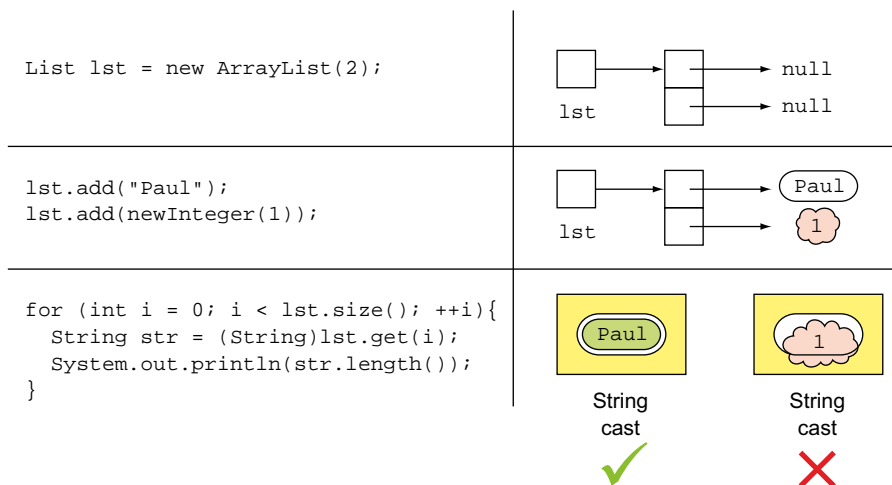 List lst = new ArrayList(2);
null
null
lst
lst.add("Paul");
lst.add(newInteger(1));
Paul
1
lst
for (int i = 0; i < lst.size(); ++i){
String str = (String)lst.get(i);
System.out.println(str.length());
}
Paul
1
String
cast
String
cast